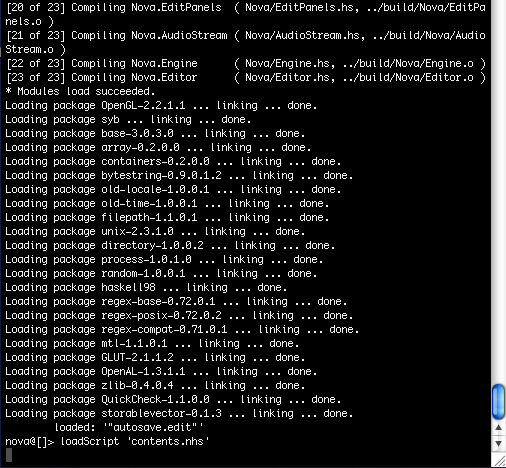 [20 of 23] Compiling Nova.EditPanels  ( Nova/EditPanels.hs, ../build/Nova/EditPa
nels.o )
[21 of 23] Compiling Nova.AudioStream ( Nova/AudioStream.hs, ../build/Nova/Audio
Stream.o )
[22 of 23] Compiling Nova.Engine      ( Nova/Engine.hs, ../build/Nova/Engine.o )
[23 of 23] Compiling Nova.Editor      ( Nova/Editor.hs, ../build/Nova/Editor.o )
* Modules load succeeded.
Loading package OpenGL-2.2.1.1 ... linking ... done.
Loading package syb ... linking ... done.
Loading package base-3.0.3.0 ... linking ... done.
Loading package array-0.2.0.0 ... linking ... done.
Loading package containers-0.2.0.0 ... linking ... done.
Loading package bytestring-0.9.0.1.2 ... linking ... done.
Loading package old-locale-1.0.0.1 ... linking ... done.
Loading package old-time-1.0.0.1 ... linking ... done.
Loading package filepath-1.1.0.1 ... linking ... done.
Loading package unix-2.3.1.0 ... linking ... done.
Loading package directory-1.0.0.2 ... linking ... done.
Loading package process-1.0.1.0 ... linking ... done.
Loading package random-1.0.0.1 ... linking ... done.
Loading package haskell98 ... linking ... done.
Loading package regex-base-0.72.0.1 ... linking ... done.
Loading package regex-posix-0.72.0.2 ... linking ... done.
Loading package regex-compat-0.71.0.1 ... linking ... done.
Loading package mtl-1.1.0.1 ... linking ... done.
Loading package GLUT-2.1.1.2 ... linking ... done.
Loading package OpenAL-1.3.1.1 ... linking ... done.
Loading package zlib-0.4.0.4 ... linking ... done.
Loading package QuickCheck-1.1.0.0 ... linking ... done.
Loading package storablevector-0.1.3 ... linking ... done.
        loaded: '"autosave.edit"'
nova@[]> loadScript 'contents.nhs'